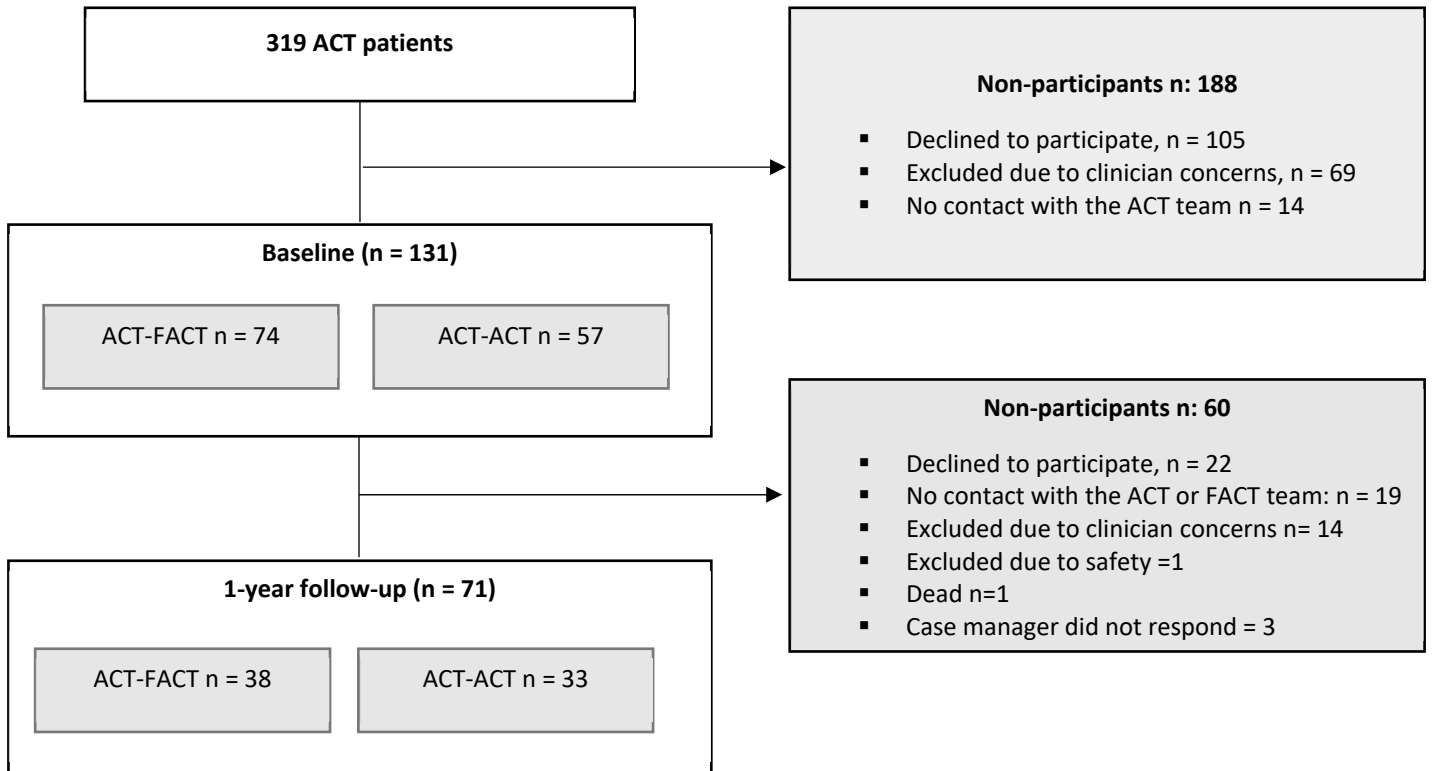 319 ACT patients
Non-participants n: 188
▪ Declined to participate, n = 105
▪ Excluded due to clinician concerns, n = 69
▪ No contact with the ACT team n = 14
Baseline (n = 131)
ACT-FACT n = 74
ACT-ACT n = 57
Non-participants n: 60
▪ Declined to participate, n = 22
▪ No contact with the ACT or FACT team: n = 19
▪ Excluded due to clinician concerns n= 14
▪ Excluded due to safety =1
▪ Dead n=1
▪ Case manager did not respond = 3
1-year follow-up (n = 71)
ACT-FACT n = 38
ACT-ACT n = 33